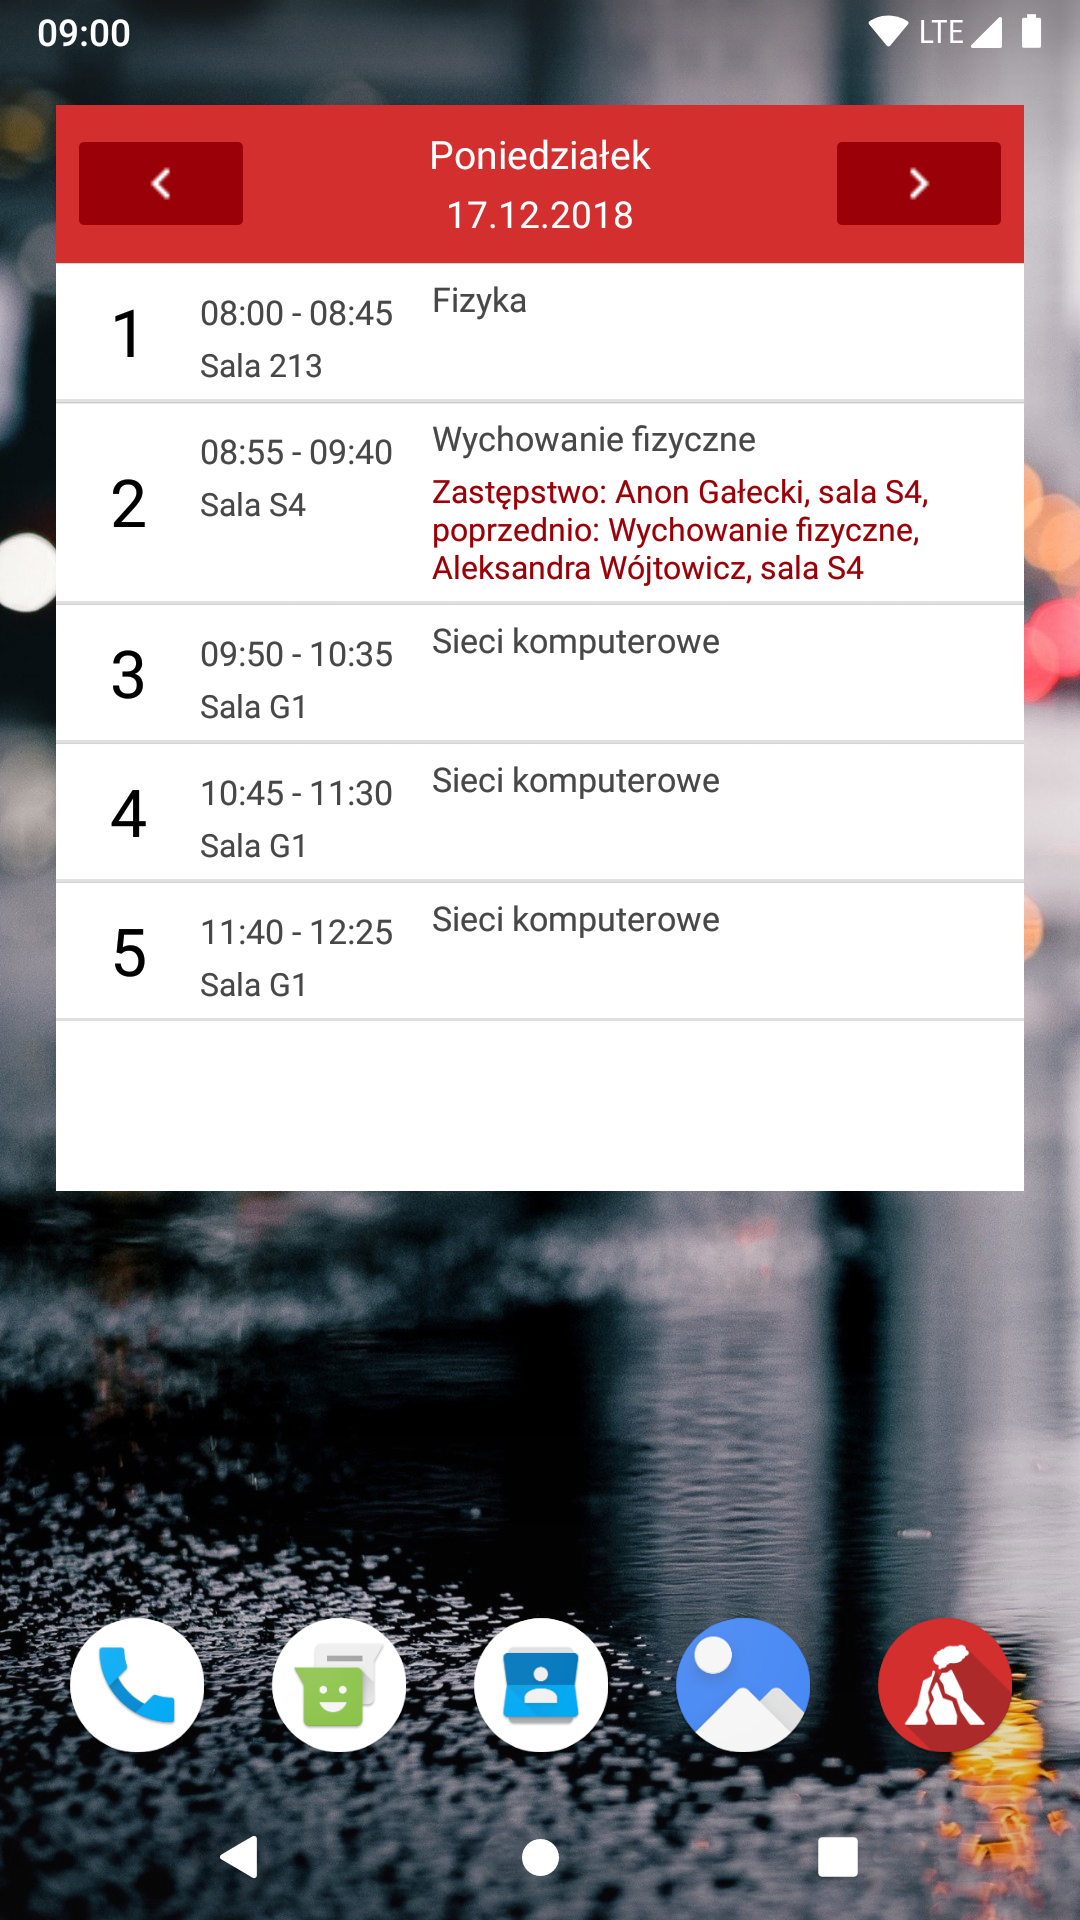 09:00 LTE
Poniedziałek
17.12.2018
1
08:00 - 08:45
Sala 213
Fizyka
2
08:55 - 09:40
Sala S4
Wychowanie fizyczne
Zastępstwo: Anon Gałecki, sala S4,
poprzednio: Wychowanie fizyczne,
Aleksandra Wójtowicz, sala S4
3
09:50 - 10:35
Sala G1
Sieci komputerowe
4
10:45 - 11:30
Sala G1
Sieci komputerowe
5
11:40 - 12:25
Sala G1
Sieci komputerowe